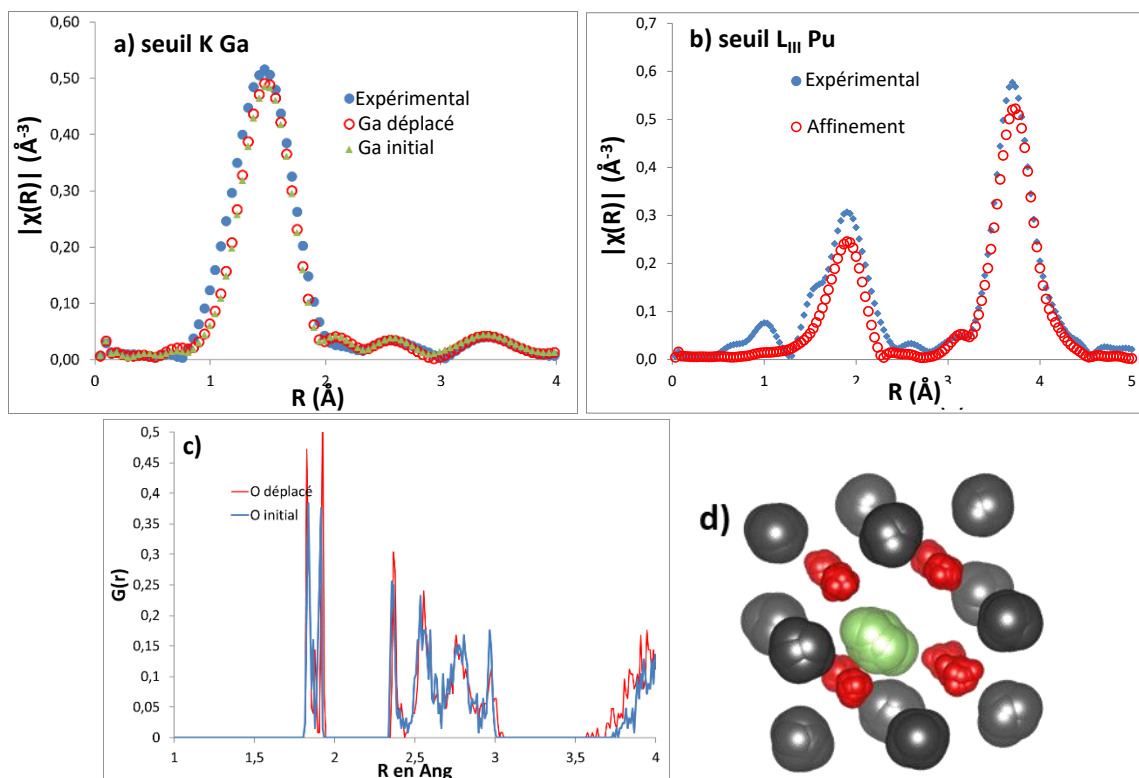 a) seuil K Ga
0,60
0,50
0,40
0,30
0,20
0,10
0,00
|χ(R)| (Å⁻³)
Expérimental
Ga déplacé
Ga initial
0 1 2 3 4
R (Å)
b) seuil LIII Pu
0,7
0,6
0,5
0,4
0,3
0,2
0,1
0,0
|χ(R)| (Å⁻³)
Expérimental
Affinement
0 1 2 3 4 5
R (Å)
c)
0,5
0,45
0,4
0,35
0,3
0,25
0,2
0,15
0,1
0,05
0
G(r)
O déplacé
O initial
1 1,5 2 2,5 3 3,5 4
R en Ang
d)